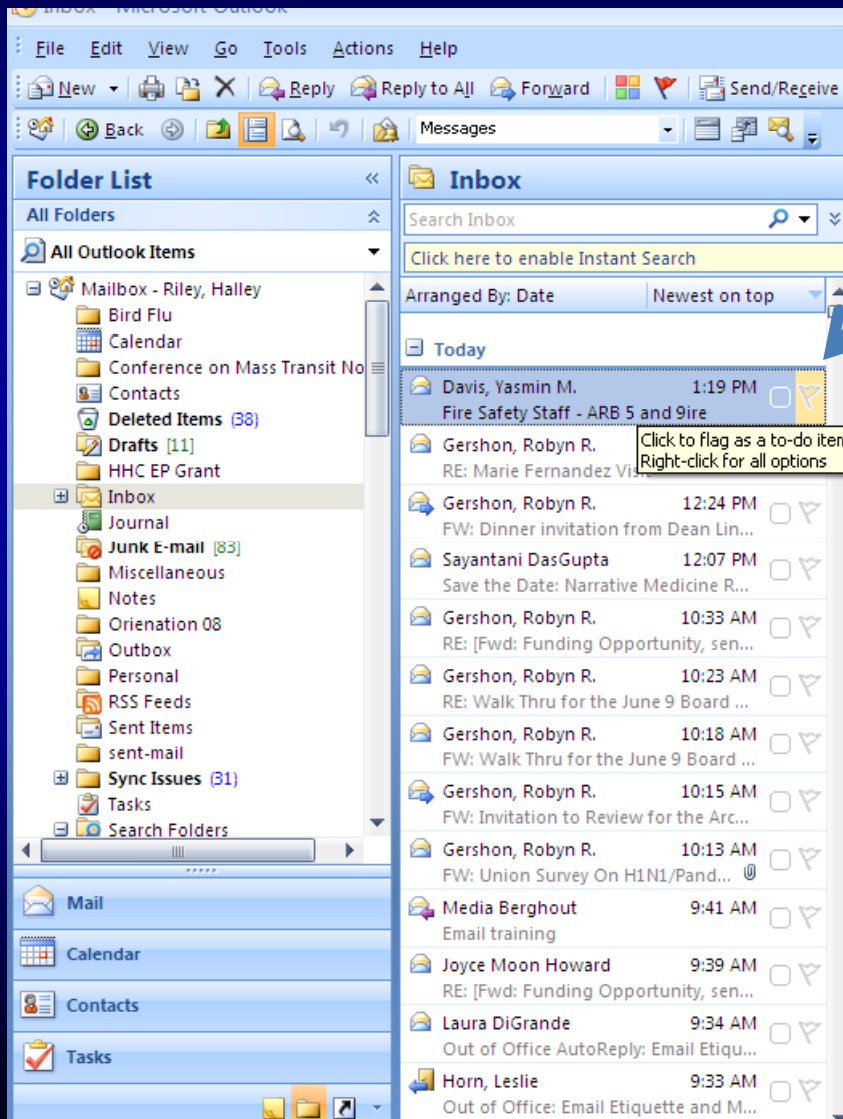 Inbox - Microsoft Outlook
File Edit View Go Tools Actions Help
New Reply Reply to All Forward Send/Receive
Back Messages
Folder List «
All Folders
All Outlook Items
Mailbox - Riley, Halley
Bird Flu
Calendar
Conference on Mass Transit No
Contacts
Deleted Items (38)
Drafts [11]
HHC EP Grant
Inbox
Journal
Junk E-mail [83]
Miscellaneous
Notes
Orienation 08
Outbox
Personal
RSS Feeds
Sent Items
sent-mail
Sync Issues (31)
Tasks
Search Folders
Mail
Calendar
Contacts
Tasks
Inbox
Search Inbox
Click here to enable Instant Search
Arranged By: Date Newest on top
Today
Davis, Yasmin M. 1:19 PM
Fire Safety Staff - ARB 5 and 9ire
Click to flag as a to-do item
Right-click for all options
Gershon, Robyn R.
RE: Marie Fernandez Vis
Gershon, Robyn R. 12:24 PM
FW: Dinner invitation from Dean Lin...
Sayantani DasGupta 12:07 PM
Save the Date: Narrative Medicine R...
Gershon, Robyn R. 10:33 AM
RE: [Fwd: Funding Opportunity, sen...
Gershon, Robyn R. 10:23 AM
RE: Walk Thru for the June 9 Board ...
Gershon, Robyn R. 10:18 AM
FW: Walk Thru for the June 9 Board ...
Gershon, Robyn R. 10:15 AM
FW: Invitation to Review for the Arc...
Gershon, Robyn R. 10:13 AM
FW: Union Survey On H1N1/Pand...
Media Berghout 9:41 AM
Email training
Joyce Moon Howard 9:39 AM
RE: [Fwd: Funding Opportunity, sen...
Laura DiGrande 9:34 AM
Out of Office AutoReply: Email Etiqu...
Horn, Leslie 9:33 AM
Out of Office: Email Etiquette and M...